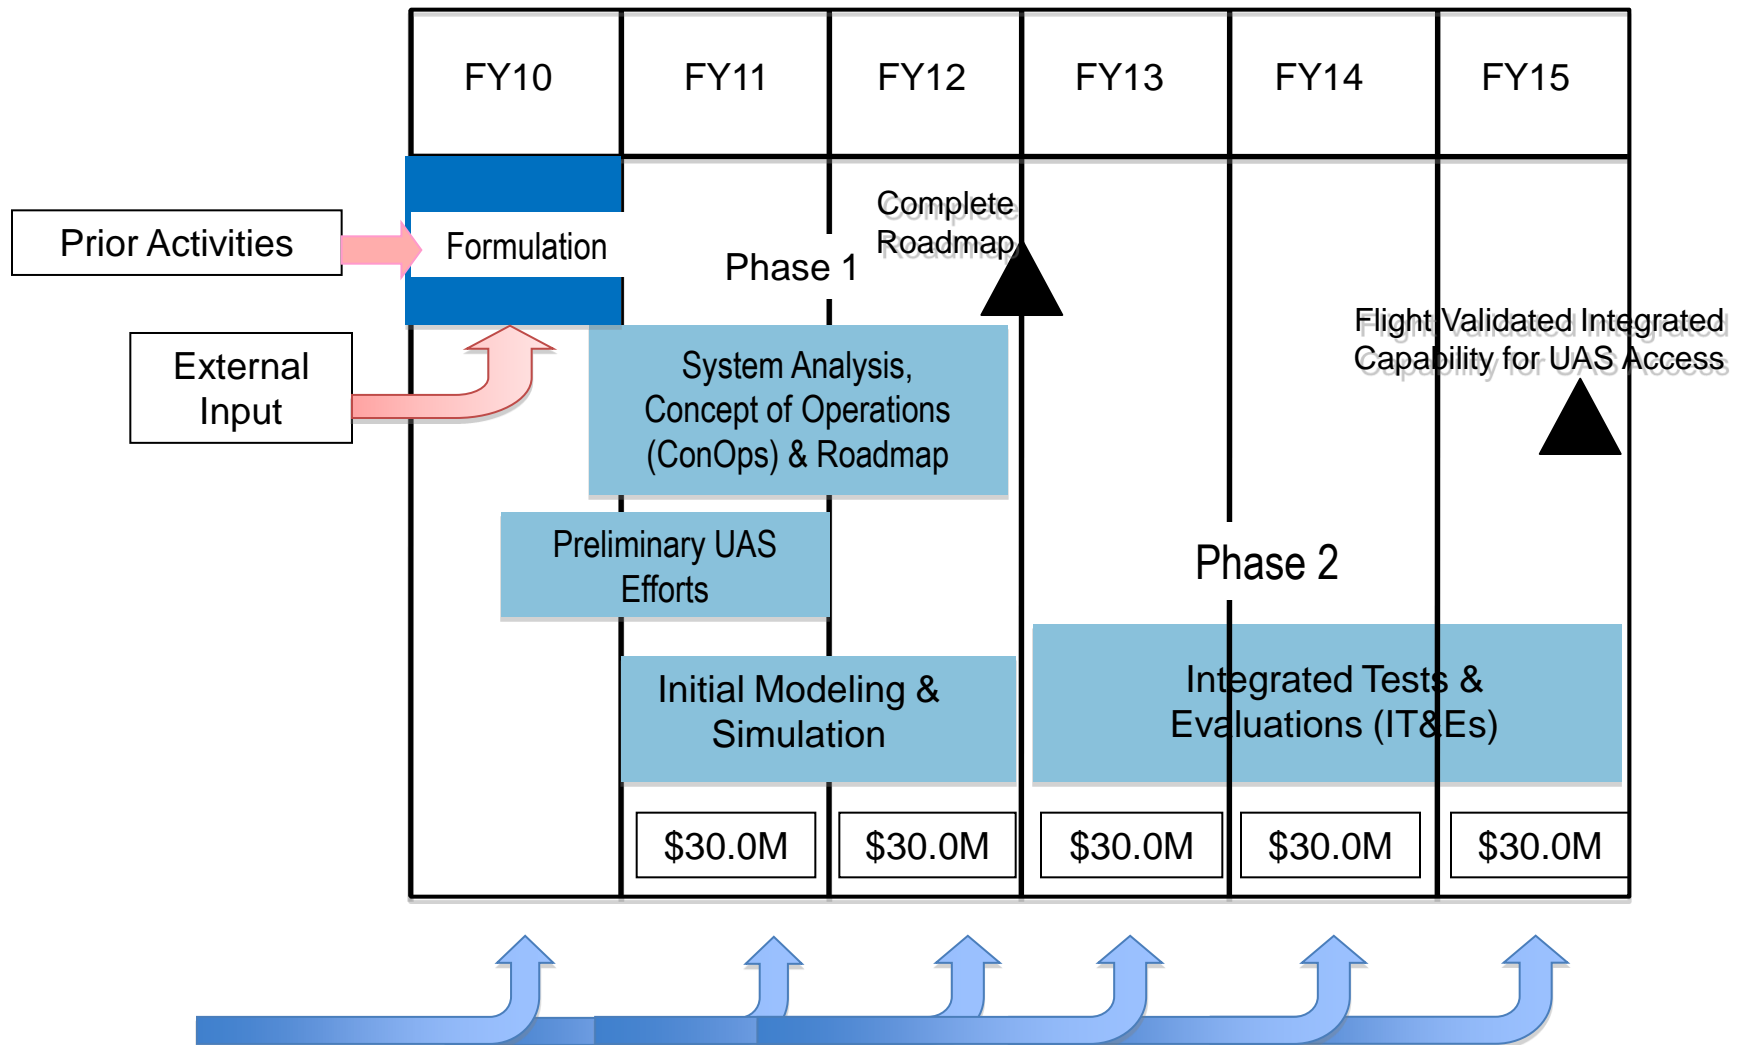 FY10 FY11 FY12 FY13 FY14 FY15
Prior Activities
Formulation
Phase 1
Complete
Roadmap
External
Input
System Analysis,
Concept of Operations
(ConOps) & Roadmap
Flight Validated Integrated
Capability for UAS Access
Preliminary UAS
Efforts
Phase 2
Initial Modeling &
Simulation
Integrated Tests &
Evaluations (IT&Es)
$30.0M $30.0M $30.0M $30.0M $30.0M